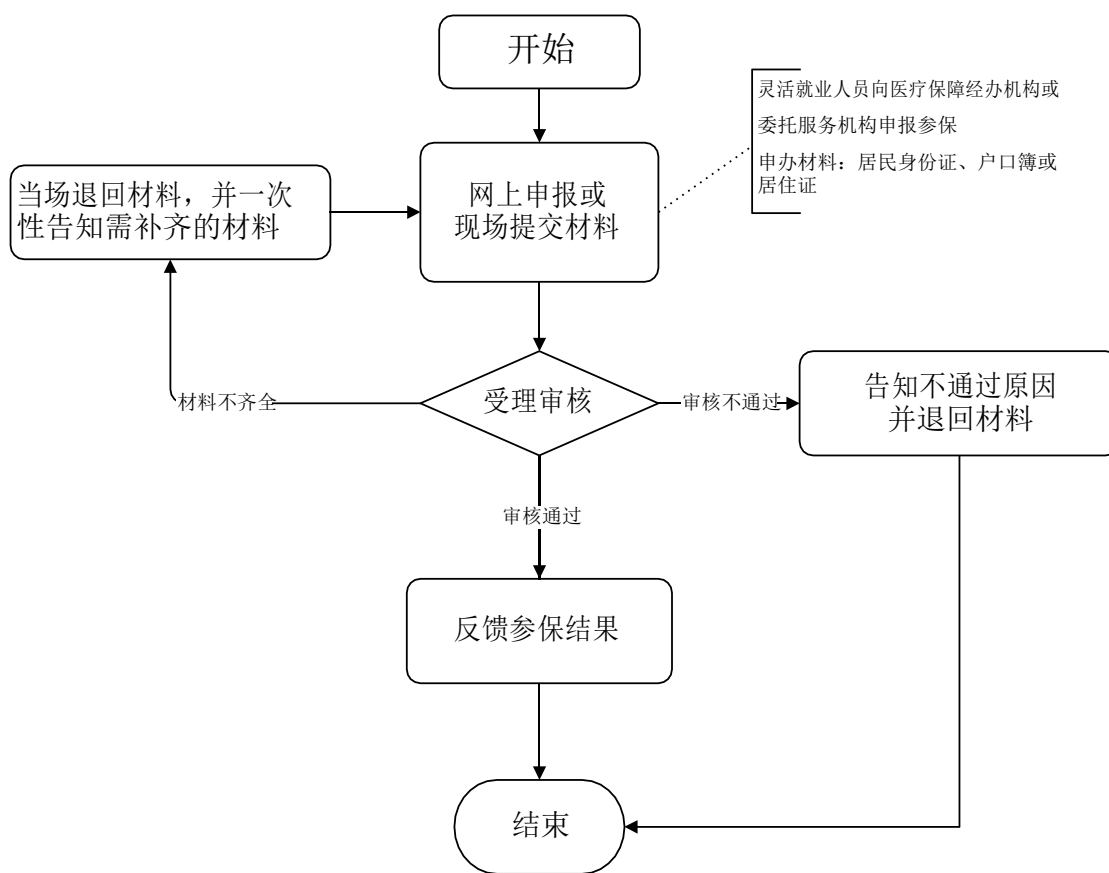 开始
灵活就业人员向医疗保障经办机构或
委托服务机构申报参保
申办材料：居民身份证、户口簿或
居住证
当场退回材料，并一次
性告知需补齐的材料
网上申报或
现场提交材料
材料不齐全
受理审核
审核不通过
告知不通过原因
并退回材料
审核通过
反馈参保结果
结束